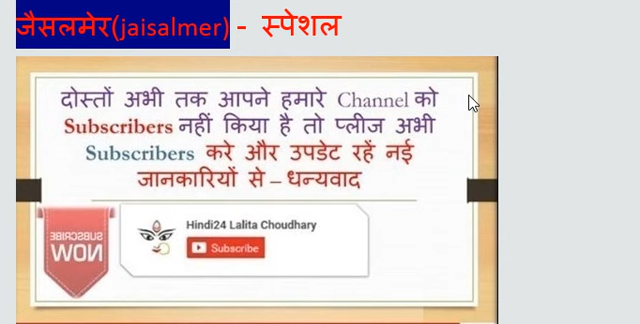 जैसलमेर(jaisalmer) - स्पेशल
दोस्तों अभी तक आपने हमारे Channel को
Subscribers नहीं किया है तो प्लीज अभी
Subscribers करे और उपडेट रहें नई
जानकारियों से – धन्यवाद
SUBSCRIBE
NOW
Hindi24 Lalita Choudhary
Subscribe